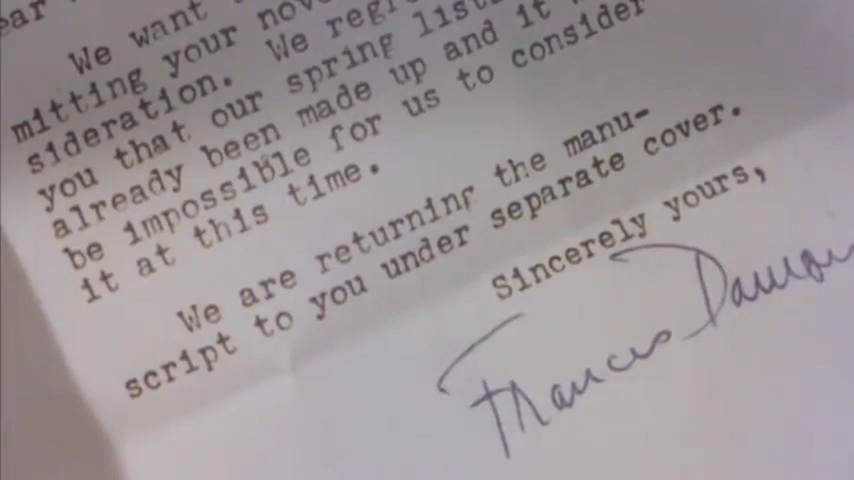 We want
mitting your nov
sideration. We regr
you that our spring list
already been made up and it
be impossible for us to consider
it at this time.
We are returning the manu-
script to you under separate cover.
Sincerely yours,
Frances